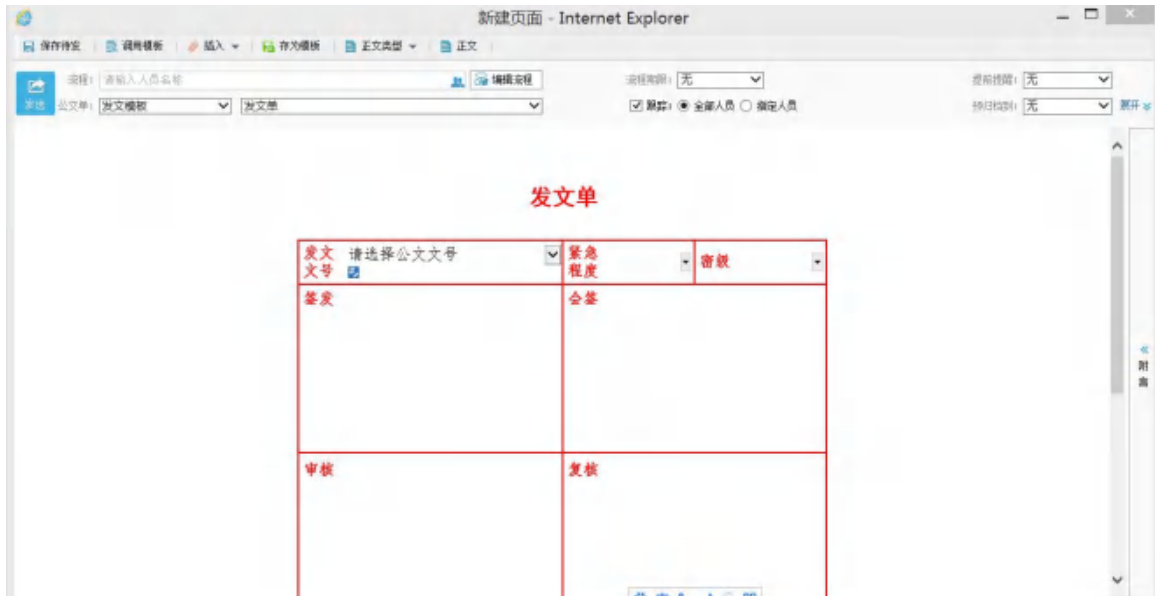 新建页面 - Internet Explorer
保存待发 调用模板 插入 存为模板 正文类型 正文
流程: 请输入人员名称 编辑流程 流程期限: 无 提前提醒: 无
发送 公文单: 发文模板 发文单 跟踪: 全部人员 指定人员 预归档到: 无 展开
发文单
发文 请选择公文文号 紧急 密级
文号 程度
签发 会签
附
言
审核 复核